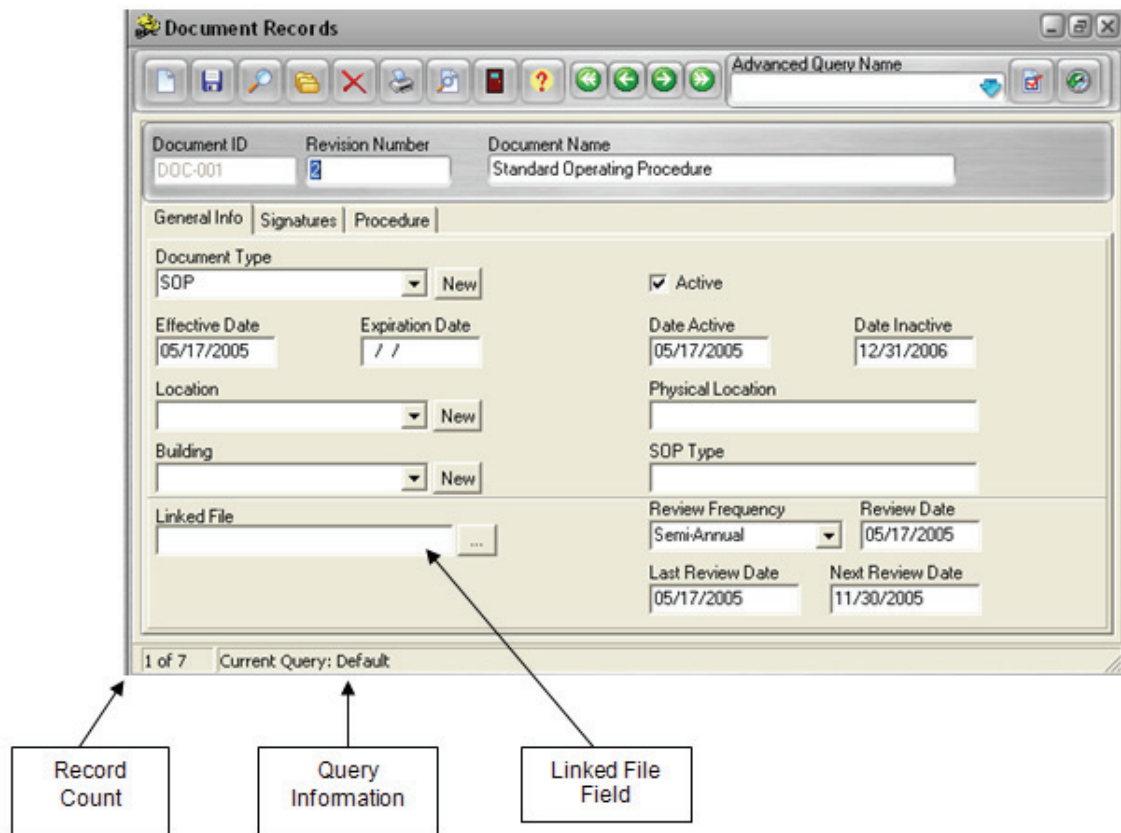 Document Records
Advanced Query Name
Document ID Revision Number Document Name
DOC-001 2 Standard Operating Procedure
General Info Signatures Procedure
Document Type
SOP New Active
Effective Date Expiration Date Date Active Date Inactive
05/17/2005 / / 05/17/2005 12/31/2006
Location Physical Location
New
Building SOP Type
New
Linked File Review Frequency Review Date
... Semi-Annual 05/17/2005
Last Review Date Next Review Date
05/17/2005 11/30/2005
1 of 7 Current Query: Default
Record
Count
Query
Information
Linked File
Field